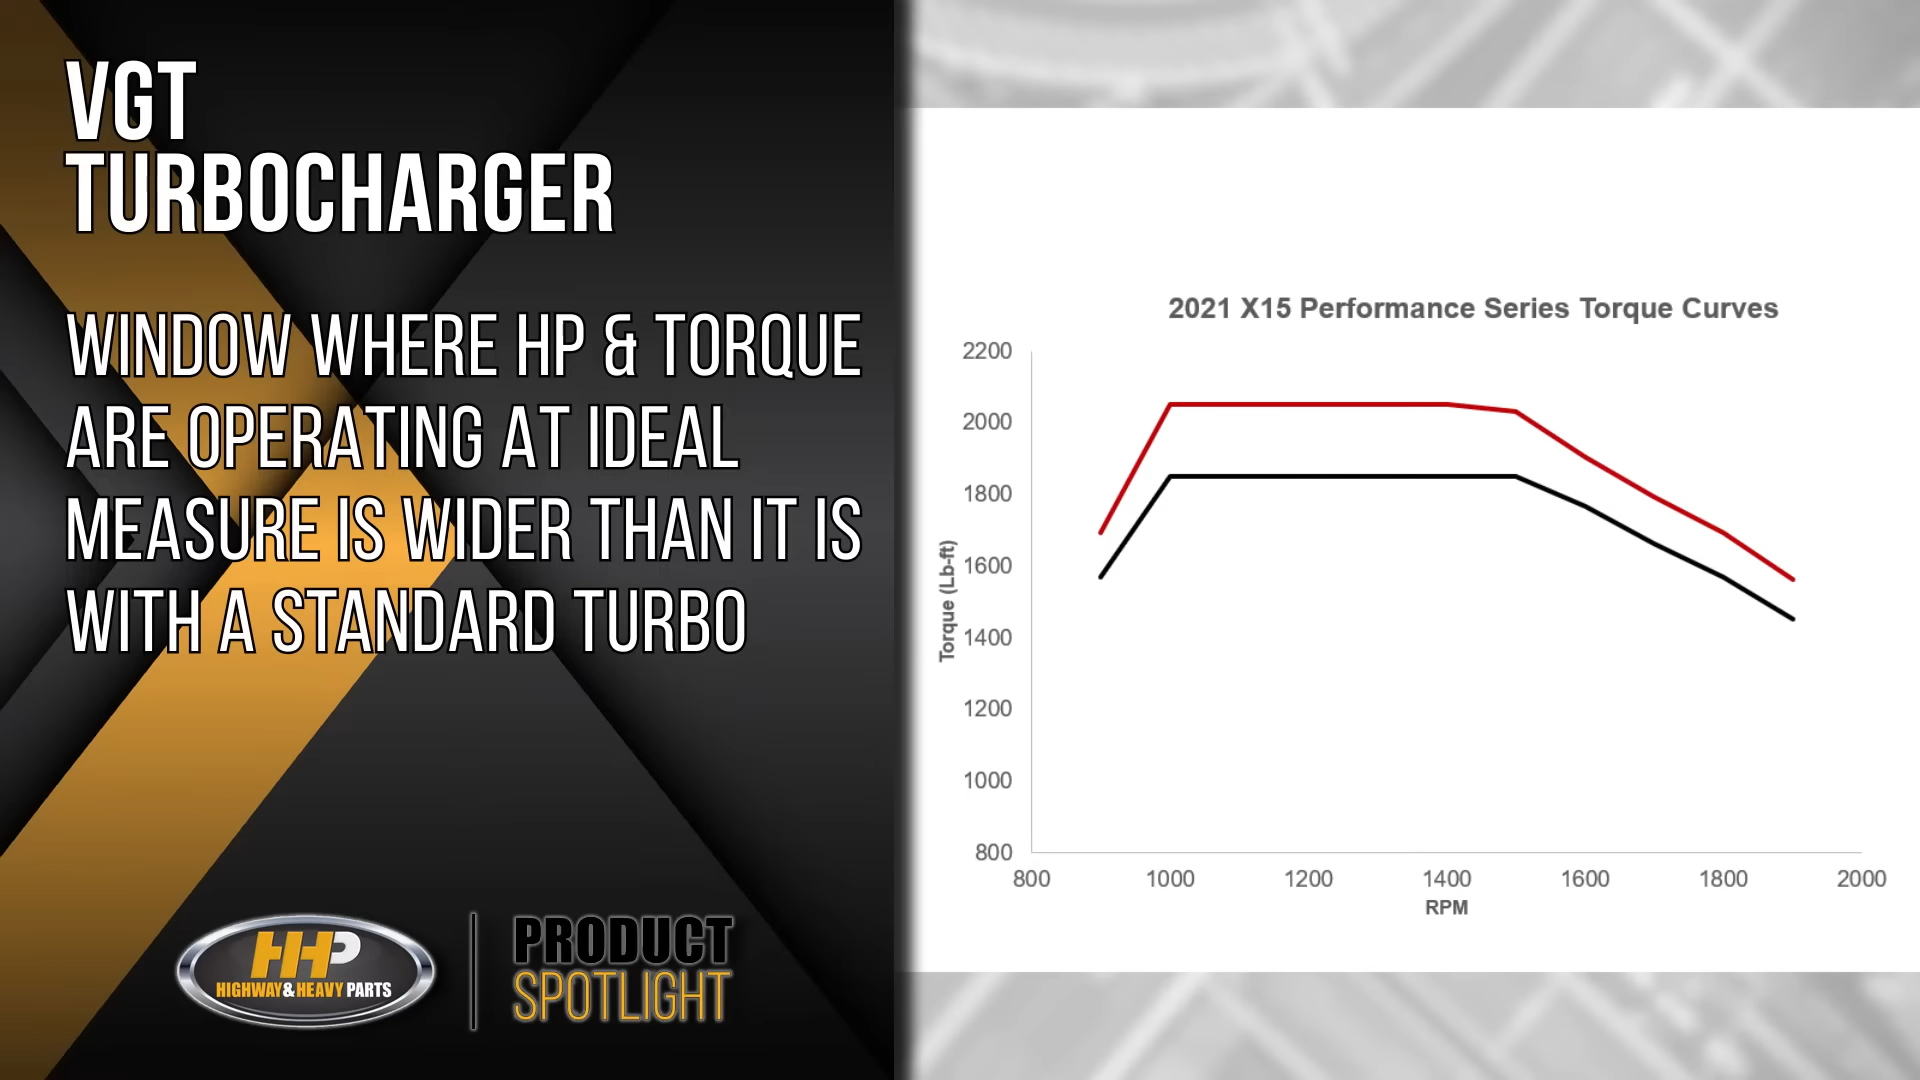 VGT
TURBOCHARGER
WINDOW WHERE HP & TORQUE
ARE OPERATING AT IDEAL
MEASURE IS WIDER THAN IT IS
WITH A STANDARD TURBO
HHP
HIGHWAY & HEAVY PARTS
PRODUCT
SPOTLIGHT
2021 X15 Performance Series Torque Curves
Torque (Lb-ft)
2200
2000
1800
1600
1400
1200
1000
800
800 1000 1200 1400 1600 1800 2000
RPM